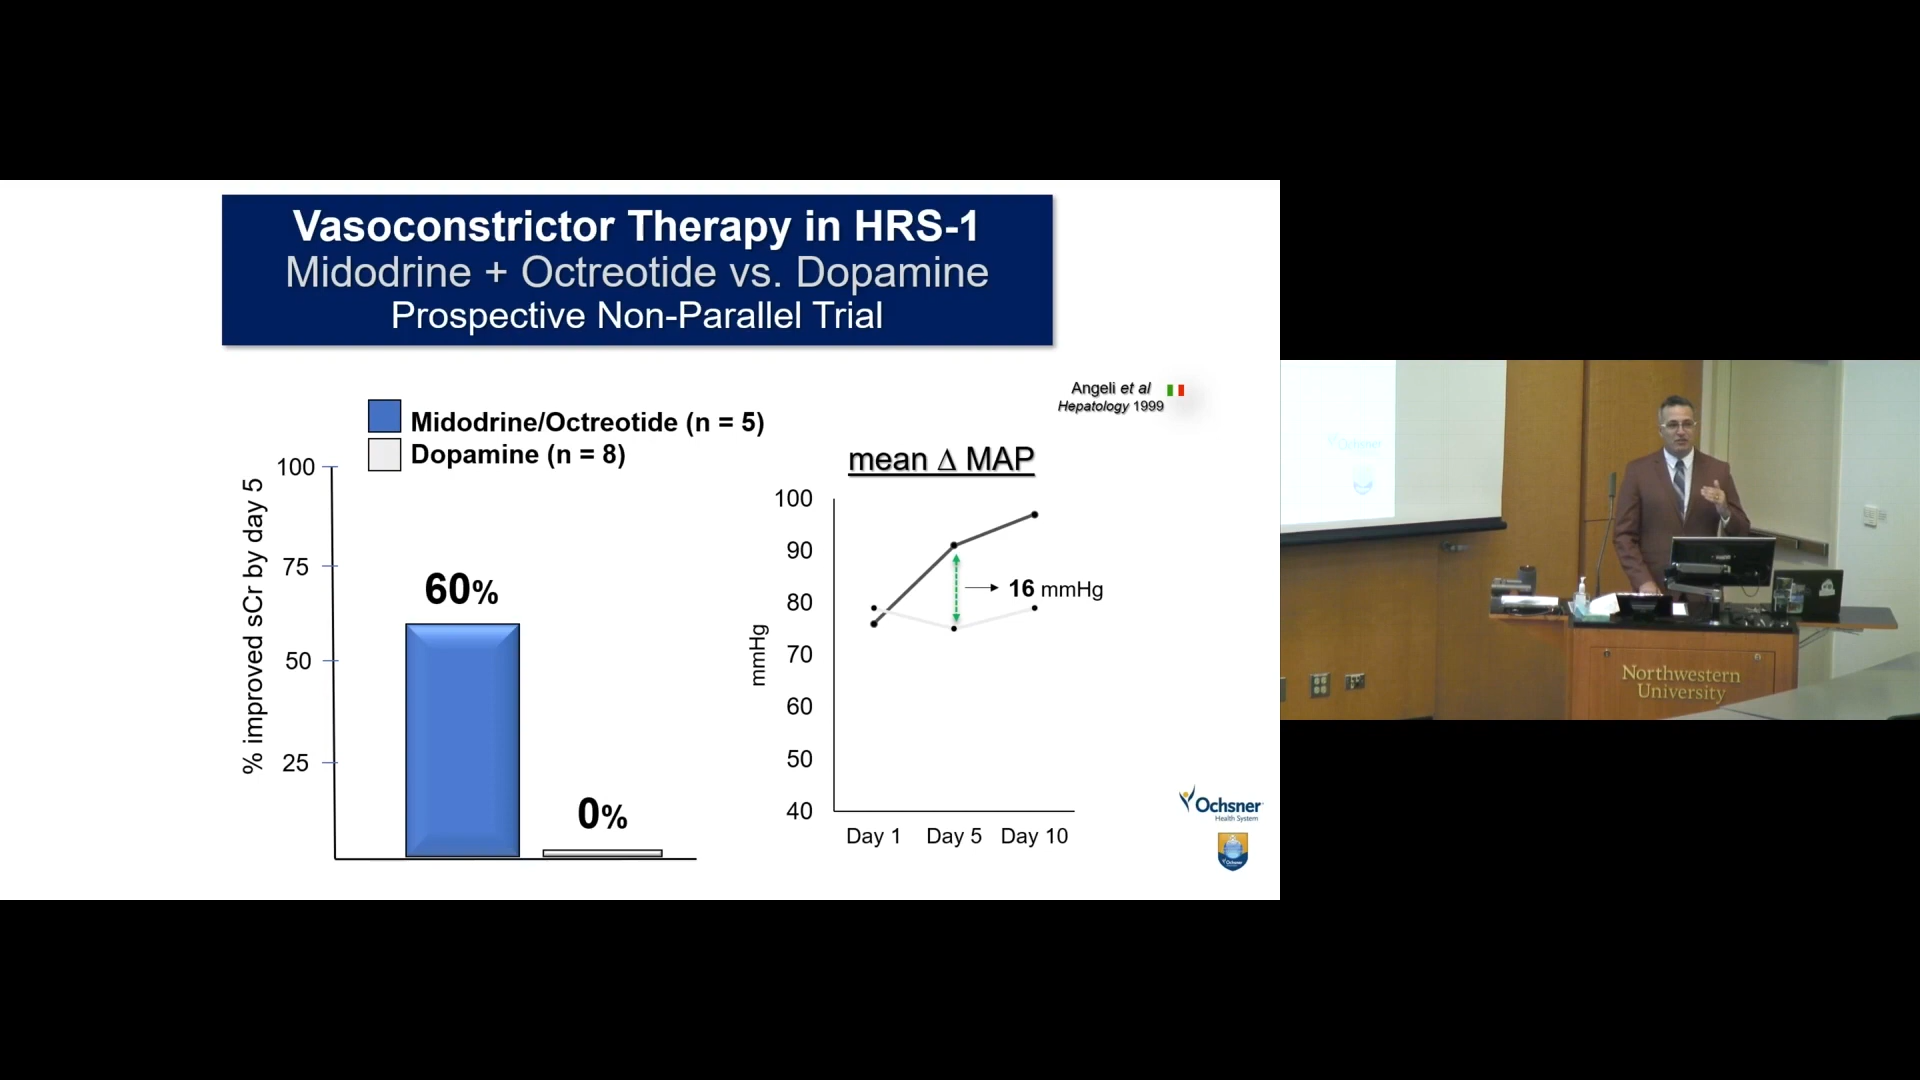 Vasoconstrictor Therapy in HRS-1
Midodrine + Octreotide vs. Dopamine
Prospective Non-Parallel Trial
Angeli et al
Hepatology 1999
Midodrine/Octreotide (n = 5)
Dopamine (n = 8)
% improved sCr by day 5
100
75
50
25
60%
0%
mean Δ MAP
mmHg
100
90
80
70
60
50
40
16 mmHg
Day 1 Day 5 Day 10
Ochsner
Health System
Ochsner
Ochsner
Northwestern
University